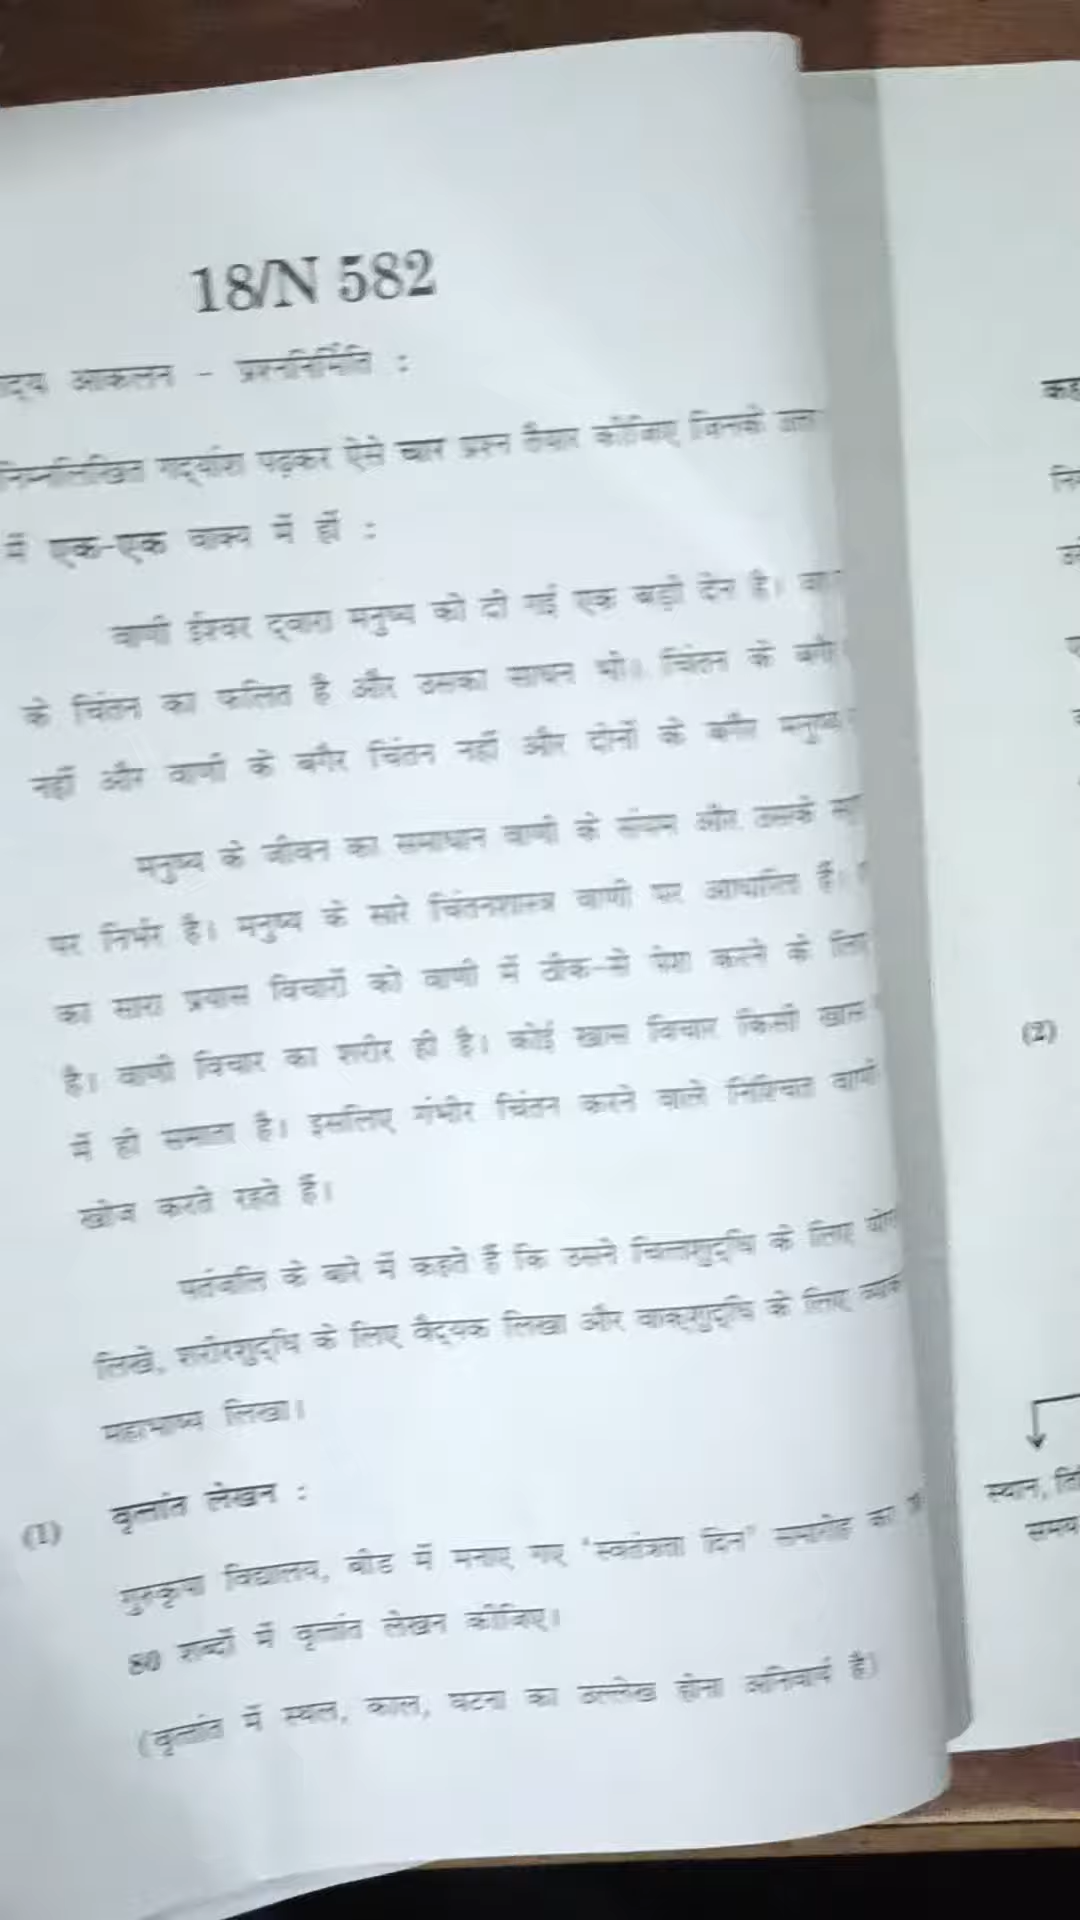 18/N 582
आकलन – प्रश्ननिर्मिति :
निम्नलिखित गद्यांश पढ़कर ऐसे चार प्रश्न तैयार कीजिए जिनके
में एक-एक वाक्य में हों :
वाणी ईश्वर द्वारा मनुष्य को दी गई एक बड़ी देन है।
के चिंतन का फलित है और उसका साधन भी। चिंतन के
नहीं और वाणी के बगैर चिंतन नहीं और दोनों के बगैर मनुष्य
मनुष्य के जीवन का समाधान वाणी के संयम और उसके
पर निर्भर है। मनुष्य के सारे चिंतनशास्त्र वाणी पर आधारित हैं।
का सारा प्रयास विचारों को वाणी में ठीक-से पेश करने के लिए
है। वाणी विचार का शरीर ही है। कोई खास विचार किसी खास
में ही समाता है। इसलिए गंभीर चिंतन करने वाले निश्चित वाणी
खोज करते रहते हैं।
पतंजलि के बारे में कहते हैं कि उसने चित्तशुद्धि के लिए
लिखे, शरीरशुद्धि के लिए वैद्यक लिखा और वाक्शुद्धि के लिए
महाभाष्य लिखा।
(1) वृत्तांत लेखन :
गुरुकृपा विद्यालय, बीड में मनाए गए 'स्वतंत्रता दिन' समारोह का
80 शब्दों में वृत्तांत लेखन कीजिए।
(वृत्तांत में स्थल, काल, घटना का उल्लेख होना अनिवार्य है)
(2)
स्थान,
समय